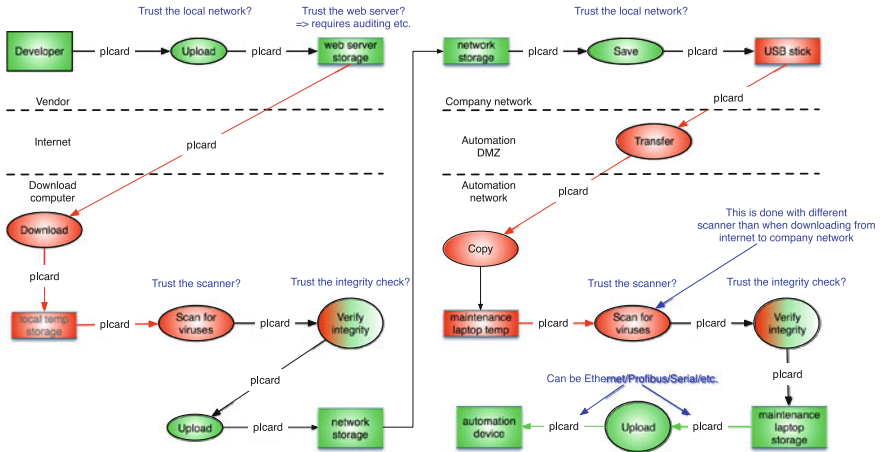 Trust the local network?
Trust the web server?
=> requires auditing etc.
Trust the local network?
Developer
plcard
Upload
plcard
web server
storage
network
storage
plcard
Save
plcard
USB stick
Vendor
Company network
plcard
Internet
plcard
Automation
DMZ
Transfer
Download
computer
Automation
network
plcard
Download
Copy
This is done with different
scanner than when downloading from
internet to company network
plcard
Trust the scanner?
Trust the integrity check?
Trust the scanner?
Trust the integrity check?
local temp
storage
plcard
Scan for
viruses
plcard
Verify
integrity
maintenance
laptop temp
plcard
Scan for
viruses
plcard
Verify
integrity
plcard
plcard
Can be Ethernet/Profibus/Serial/etc.
Upload
plcard
network
storage
automation
device
plcard
Upload
plcard
maintenance
laptop
storage